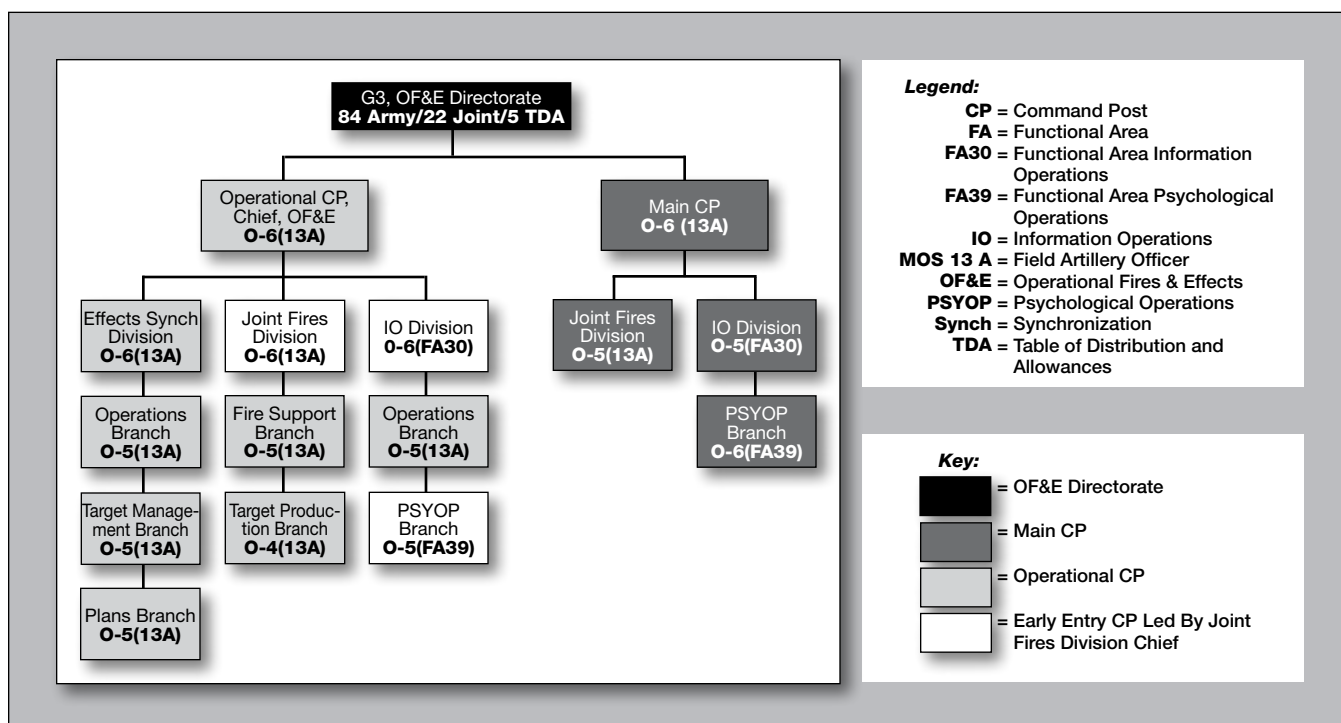 G3, OF&E Directorate
84 Army/22 Joint/5 TDA
Operational CP,
Chief, OF&E
O-6(13A)
Main CP
O-6 (13A)
Effects Synch
Division
O-6(13A)
Joint Fires
Division
O-6(13A)
IO Division
0-6(FA30)
Joint Fires
Division
O-5(13A)
IO Division
O-5(FA30)
Operations
Branch
O-5(13A)
Fire Support
Branch
O-5(13A)
Operations
Branch
O-5(13A)
PSYOP
Branch
O-6(FA39)
Target Manage-
ment Branch
O-5(13A)
Target Produc-
tion Branch
O-4(13A)
PSYOP
Branch
O-5(FA39)
Plans Branch
O-5(13A)
Legend:
CP = Command Post
FA = Functional Area
FA30 = Functional Area Information
Operations
FA39 = Functional Area Psychological
Operations
IO = Information Operations
MOS 13 A = Field Artillery Officer
OF&E = Operational Fires & Effects
PSYOP = Psychological Operations
Synch = Synchronization
TDA = Table of Distribution and
Allowances
Key:
= OF&E Directorate
= Main CP
= Operational CP
= Early Entry CP Led By Joint
Fires Division Chief